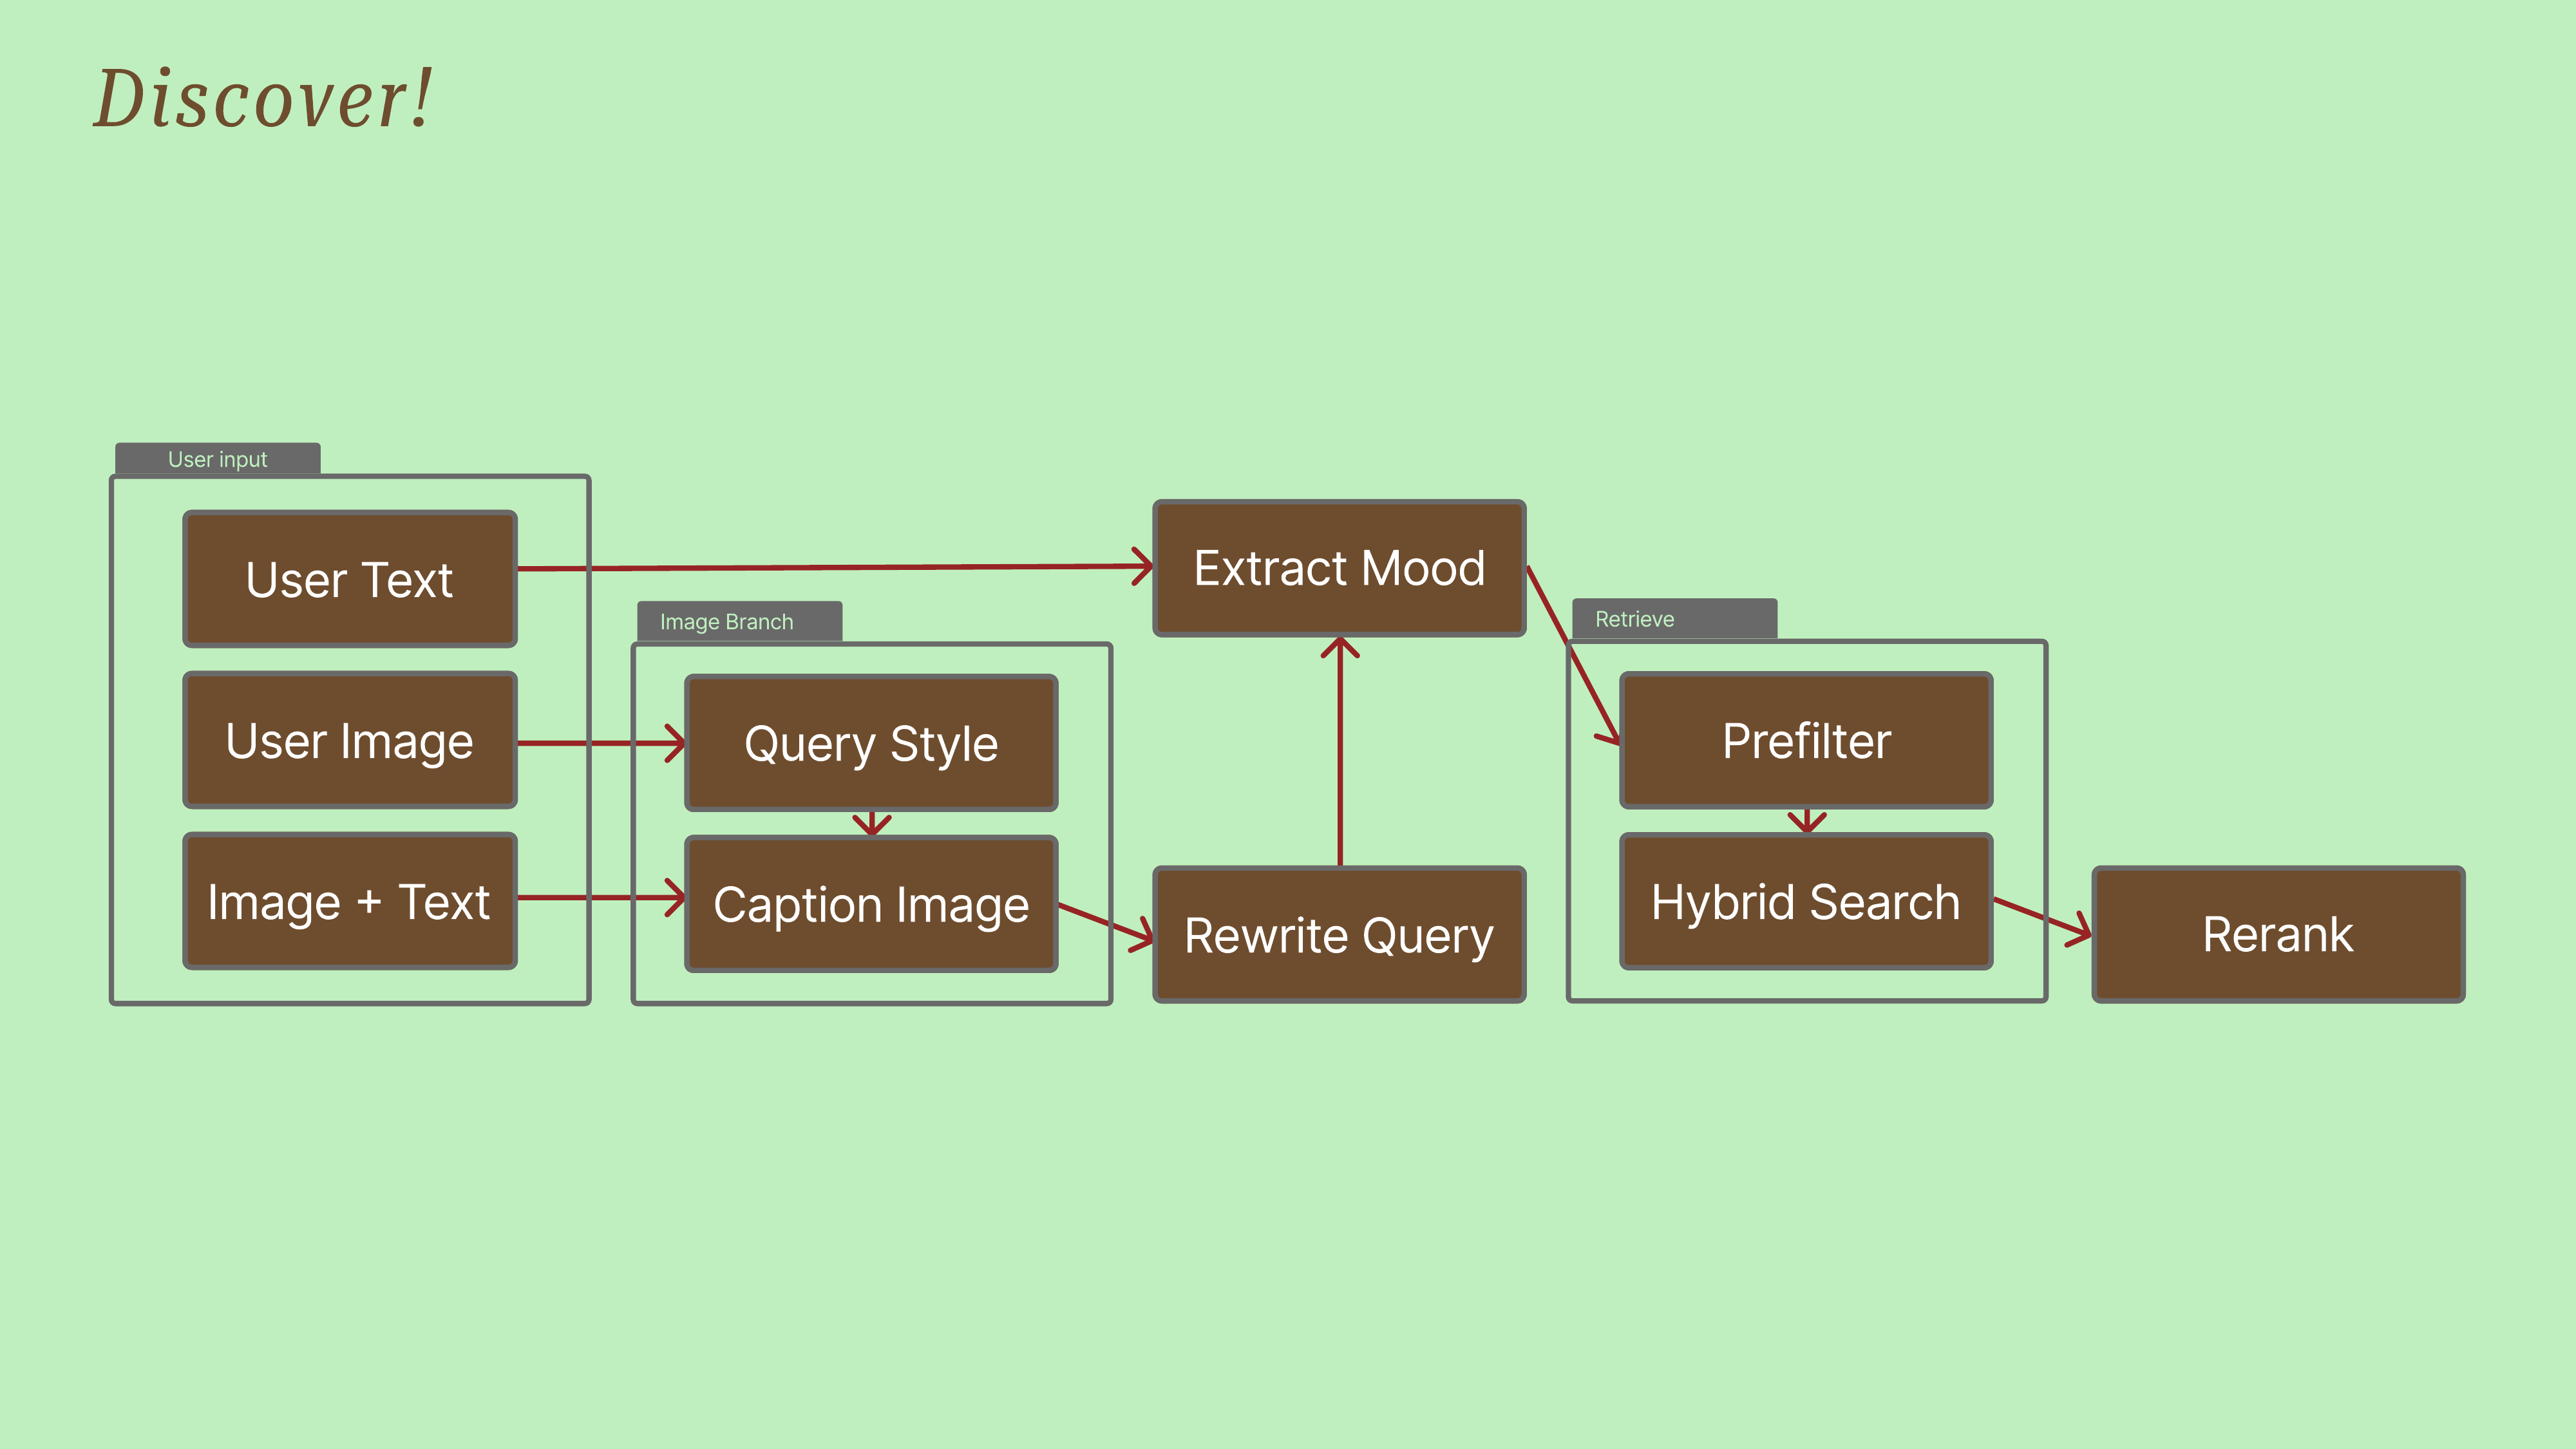 Discover!
User input
User Text
User Image
Image + Text
Image Branch
Query Style
Caption Image
Extract Mood
Rewrite Query
Retrieve
Prefilter
Hybrid Search
Rerank